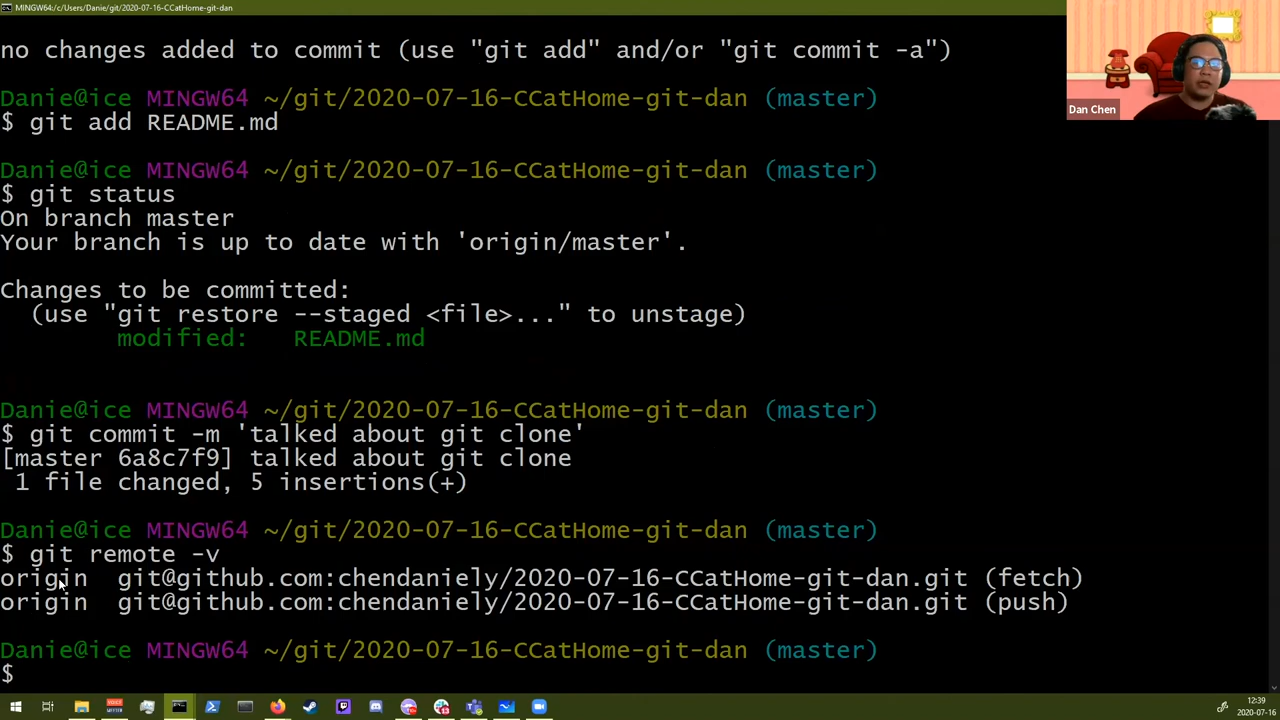 MINGW64:/c/Users/Danie/git/2020-07-16-CCatHome-git-dan
no changes added to commit (use "git add" and/or "git commit -a")
Danie@ice MINGW64 ~/git/2020-07-16-CCatHome-git-dan (master)
$ git add README.md
Danie@ice MINGW64 ~/git/2020-07-16-CCatHome-git-dan (master)
$ git status
On branch master
Your branch is up to date with 'origin/master'.
Changes to be committed:
(use "git restore --staged <file>..." to unstage)
modified: README.md
Danie@ice MINGW64 ~/git/2020-07-16-CCatHome-git-dan (master)
$ git commit -m 'talked about git clone'
[master 6a8c7f9] talked about git clone
1 file changed, 5 insertions(+)
Danie@ice MINGW64 ~/git/2020-07-16-CCatHome-git-dan (master)
$ git remote -v
origin git@github.com:chendaniely/2020-07-16-CCatHome-git-dan.git (fetch)
origin git@github.com:chendaniely/2020-07-16-CCatHome-git-dan.git (push)
Danie@ice MINGW64 ~/git/2020-07-16-CCatHome-git-dan (master)
$
Dan Chen
12:39
2020-07-16